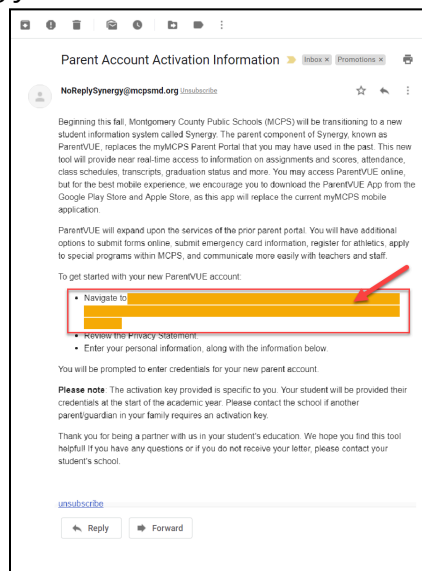 Parent Account Activation Information Inbox × Promotions ×
NoReplySynergy@mcpsmd.org Unsubscribe
Beginning this fall, Montgomery County Public Schools (MCPS) will be transitioning to a new
student information system called Synergy. The parent component of Synergy, known as
ParentVUE, replaces the myMCPS Parent Portal that you may have used in the past. This new
tool will provide near real-time access to information on assignments and scores, attendance,
class schedules, transcripts, graduation status and more. You may access ParentVUE online,
but for the best mobile experience, we encourage you to download the ParentVUE App from the
Google Play Store and Apple Store, as this app will replace the current myMCPS mobile
application.
ParentVUE will expand upon the services of the prior parent portal. You will have additional
options to submit forms online, submit emergency card information, register for athletics, apply
to special programs within MCPS, and communicate more easily with teachers and staff.
To get started with your new ParentVUE account:
• Navigate to
• Review the Privacy Statement.
• Enter your personal information, along with the information below.
You will be prompted to enter credentials for your new parent account.
Please note: The activation key provided is specific to you. Your student will be provided their
credentials at the start of the academic year. Please contact the school if another
parent/guardian in your family requires an activation key.
Thank you for being a partner with us in your student's education. We hope you find this tool
helpful! If you have any questions or if you do not receive your letter, please contact your
student's school.
unsubscribe
Reply Forward